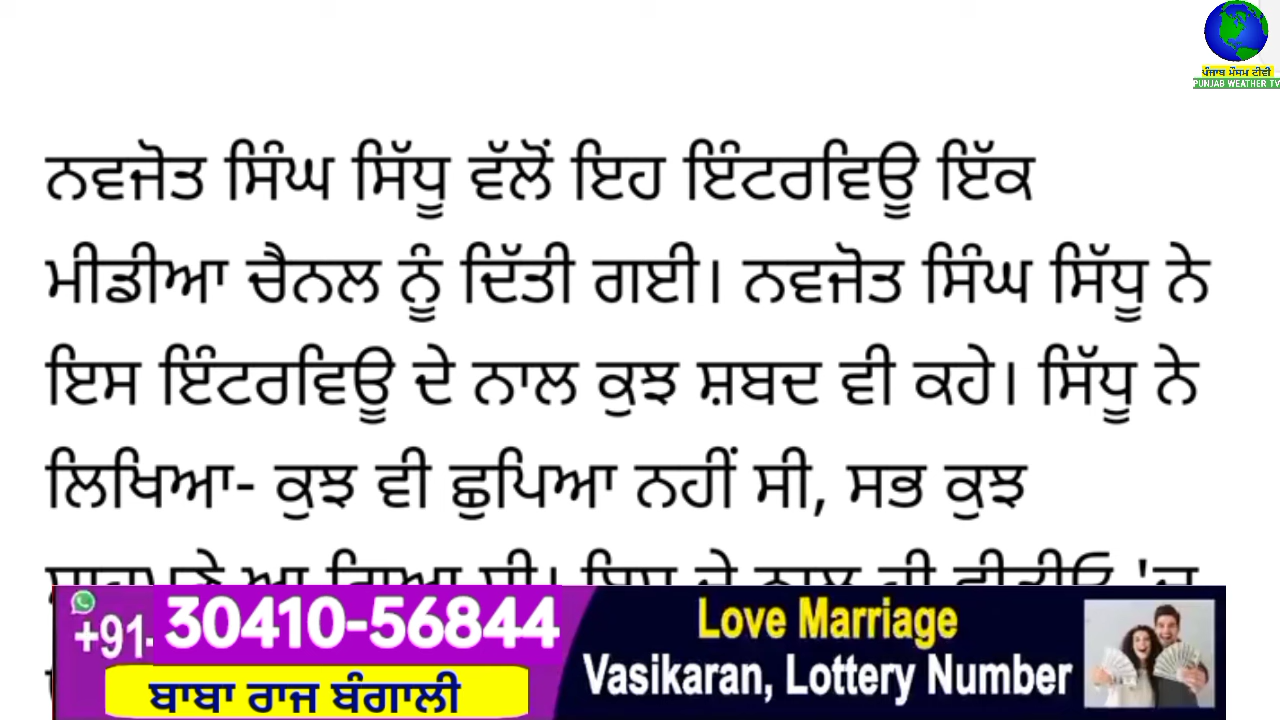 ਪੰਜਾਬ ਮੌਸਮ ਟੀਵੀ
PUNJAB WEATHER TV
ਨਵਜੋਤ ਸਿੰਘ ਸਿੱਧੂ ਵੱਲੋਂ ਇਹ ਇੰਟਰਵਿਊ ਇੱਕ
ਮੀਡੀਆ ਚੈਨਲ ਨੂੰ ਦਿੱਤੀ ਗਈ। ਨਵਜੋਤ ਸਿੰਘ ਸਿੱਧੂ ਨੇ
ਇਸ ਇੰਟਰਵਿਊ ਦੇ ਨਾਲ ਕੁਝ ਸ਼ਬਦ ਵੀ ਕਹੇ। ਸਿੱਧੂ ਨੇ
ਲਿਖਿਆ- ਕੁਝ ਵੀ ਛੁਪਿਆ ਨਹੀਂ ਸੀ, ਸਭ ਕੁਝ
+91- 30410-56844
ਬਾਬਾ ਰਾਜ ਬੰਗਾਲੀ
Love Marriage
Vasikaran, Lottery Number